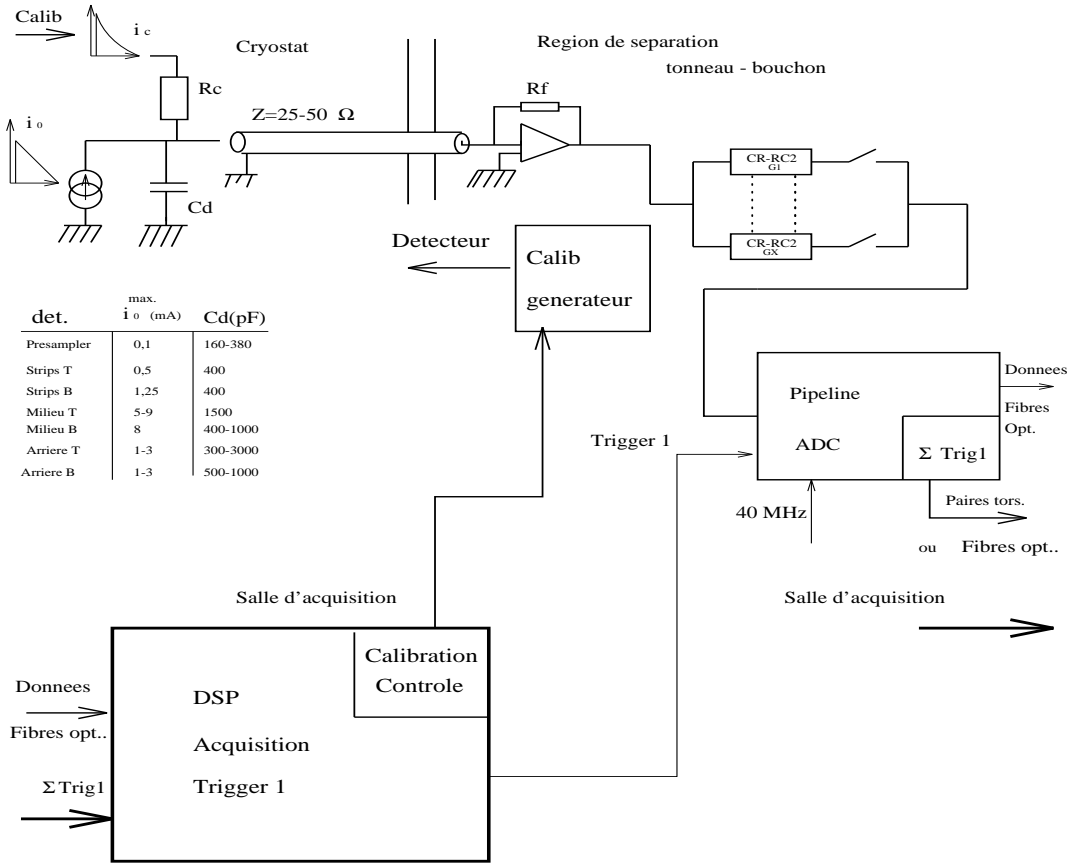 Calib
i c
Cryostat
Region de separation
tonneau - bouchon
Rc
Rf
Z=25-50 Ω
i 0
Cd
CR-RC2
G1
CR-RC2
GX
Detecteur
Calib
generateur
det.
max.
i 0 (mA)
Cd(pF)
Presampler 0,1 160-380
Strips T 0,5 400
Strips B 1,25 400
Milieu T 5-9 1500
Milieu B 8 400-1000
Arriere T 1-3 300-3000
Arriere B 1-3 500-1000
Pipeline
ADC
Σ Trig1
Donnees
Fibres
Opt.
Trigger 1
40 MHz
Paires tors.
ou Fibres opt..
Salle d'acquisition
Salle d'acquisition
Calibration
Controle
DSP
Acquisition
Trigger 1
Donnees
Fibres opt..
Σ Trig1